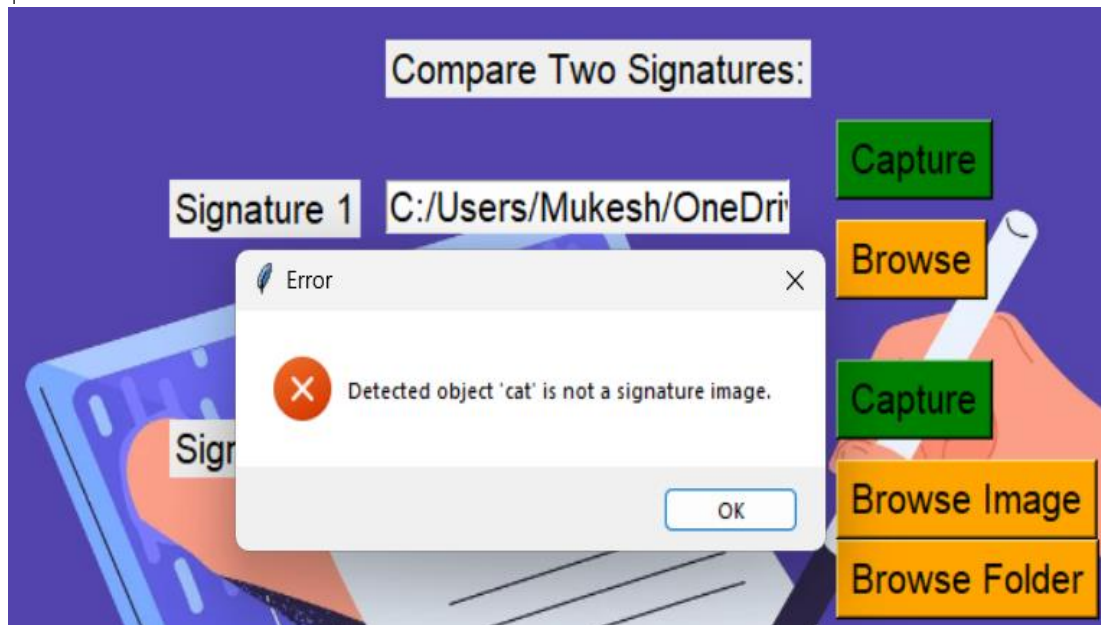 Compare Two Signatures:
Capture
Signature 1
C:/Users/Mukesh/OneDri
Browse
Error
Detected object 'cat' is not a signature image.
Capture
OK
Browse Image
Browse Folder